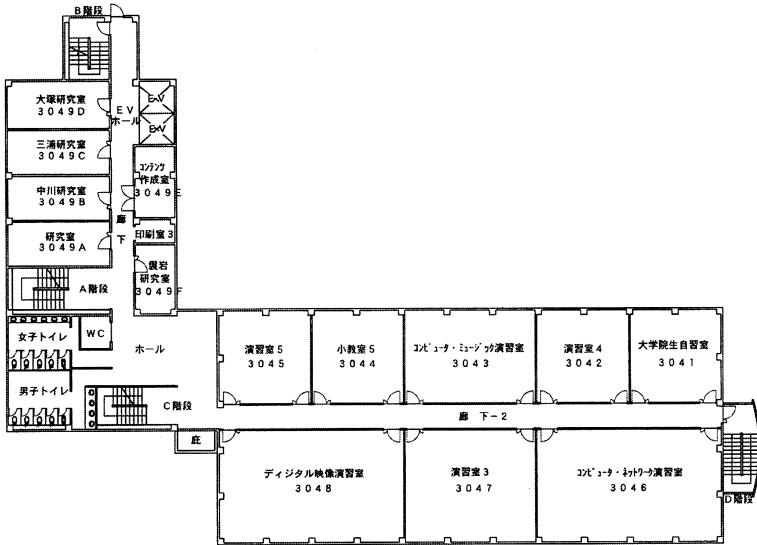 B階段
大塚研究室
3049D
EV
ホール
EV
EV
三浦研究室
3049C
コンテンツ
作成室
3049E
中川研究室
3049B
廊
下
印刷室3
研究室
3049A
研究室
3049F
A階段
女子トイレ
WC
ホール
男子トイレ
C階段
庇
演習室5
3045
小教室5
3044
コンピュータ・ミュージック演習室
3043
演習室4
3042
大学院生自習室
3041
廊下-2
ディジタル映像演習室
3048
演習室3
3047
コンピュータ・ネットワーク演習室
3046
D階段